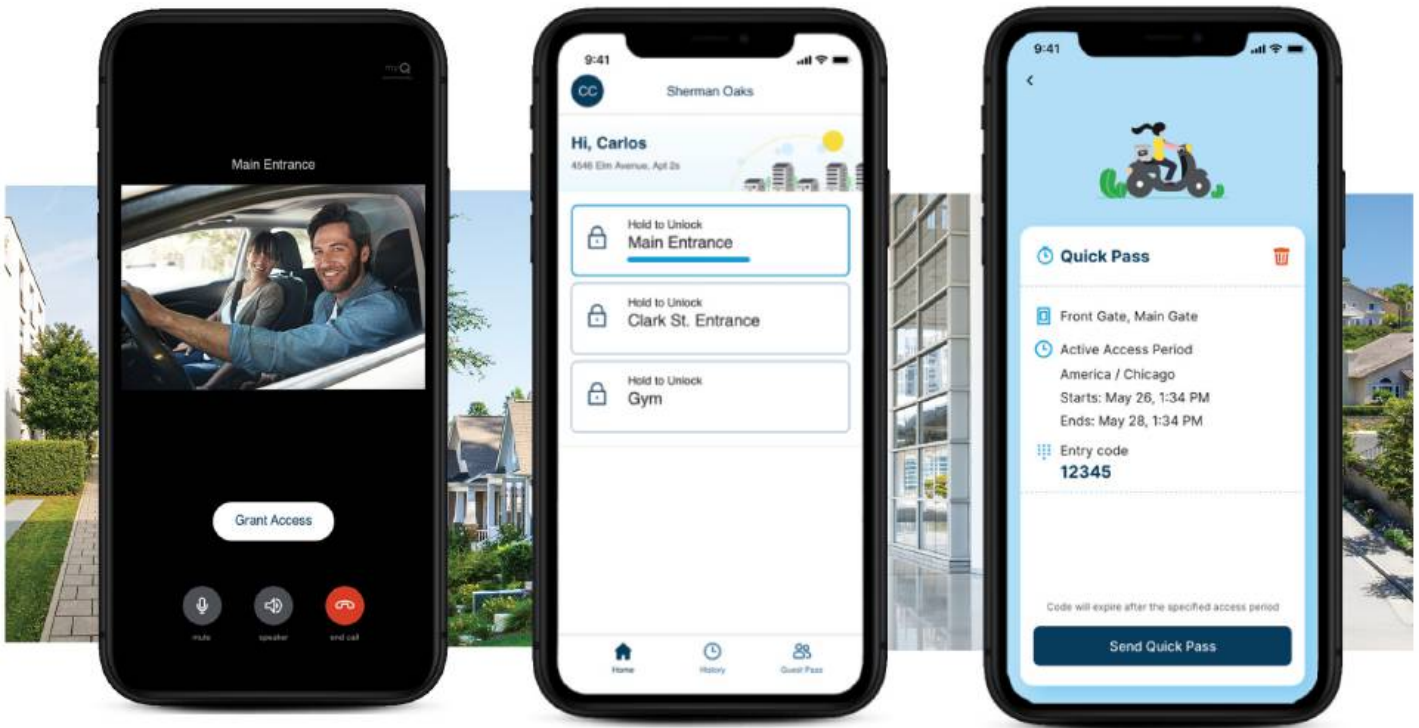 myQ
Main Entrance
Grant Access
mute
speaker
end call
9:41
CC
Sherman Oaks
Hi, Carlos
4546 Elm Avenue, Apt 2s
Hold to Unlock
Main Entrance
Hold to Unlock
Clark St. Entrance
Hold to Unlock
Gym
Home
History
Guest Pass
9:41
Quick Pass
Front Gate, Main Gate
Active Access Period
America / Chicago
Starts: May 26, 1:34 PM
Ends: May 28, 1:34 PM
Entry code
12345
Code will expire after the specified access period
Send Quick Pass